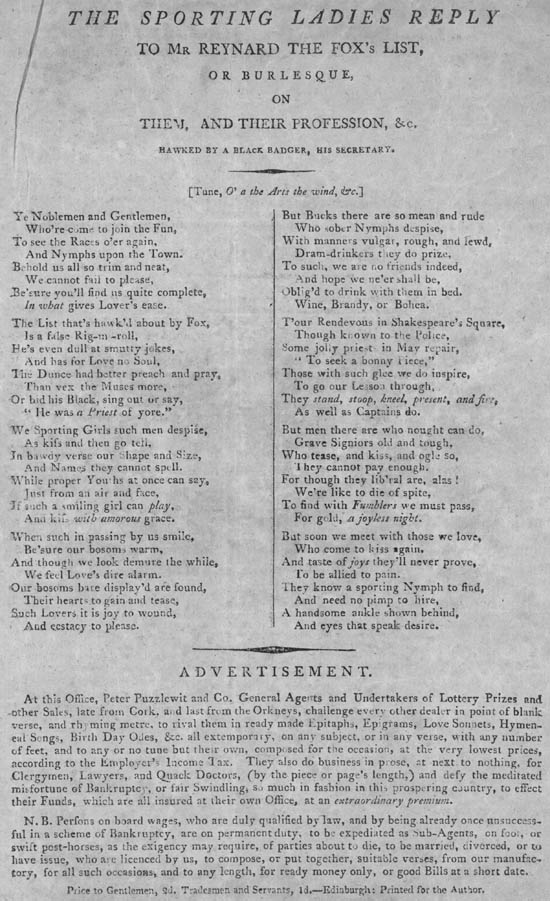 THE SPORTING LADIES REPLY
TO MR REYNARD THE FOX's LIST,
OR BURLESQUE,
ON
THEM, AND THEIR PROFESSION, &c.
HAWKED BY A BLACK BADGER, HIS SECRETARY.
[Tune, O' a the Arts the wind, &c.]
Ye Noblemen and Gentlemen,
Who're come to join the Fun,
To see the Races o'er again,
And Nymphs upon the Town.
Behold us all so trim and neat,
We cannot fail to please,
Be sure you'll find us quite complete,
In what gives Lover's ease.
The List that's hawk'd about by Fox,
Is a false Rig-m-roll,
He's even dull at smutty jokes,
And has for Love no Soul,
The Dunce had better preach and pray,
Than vex the Muses more,
Or bid his Black, sing out or say,
" He was a Priest of yore."
We Sporting Girls such men despise,
As kiss and then go tell,
In bawdy verse our Shape and Size,
And Names they cannot spell.
While proper Youths at once can say,
Just from an air and face,
If such a smiling girl can play,
And kiss with amorous grace.
When such in passing by us smile,
Be sure our bosoms warm,
And though we look demure the while,
We feel Love's dire alarm.
Our bosoms bare display'd are found,
Their hearts to gain and tease,
Such Lovers it is joy to wound,
And ecstacy to please.
But Bucks there are so mean and rude
Who sober Nymphs despise,
With manners vulgar, rough, and lewd,
Dram-drinkers they do prize,
To such, we are no friends indeed,
And hope we ne'er shall be,
Oblig'd to drink with them in bed.
Wine, Brandy, or Bohea.
T'our Rendevous in Shakespeare's Square,
Though known to the Police,
Some jolly priest in May repair,
" To seek a bonny Piece,"
Those with such glee we do inspire,
To go our Lesson through,
They stand, stoop, kneel, present, and fire,
As well as Captains do.
But men there are who nought can do,
Grave Signiors old and tough,
Who tease, and kiss, and ogle so,
They cannot pay enough.
For though they lib'ral are, alas !
We're like to die of spite,
To find with Fumblers we must pass,
For gold, a joyless night.
But soon we meet with those we love,
Who come to kiss again,
And taste of joys they'll never prove,
To be allied to pain.
They know a sporting Nymph to find,
And need no pimp to hire,
A handsome ankle shown behind,
And eyes that speak desire.
ADVERTISEMENT.
At this Office, Peter Puzzlewit and Co. General Agents and Undertakers of Lottery Prizes and
other Sales, late from Cork, and last from the Orkneys, challenge every other dealer in point of blank
verse, and rhyming metre, to rival them in ready made Epitaphs, Epigrams, Love Sonnets, Hymen-
eal Songs, Birth Day Odes, &c. all extemporary, on any subject, or in any verse, with any number
of feet, and to any or no tune but their own, composed for the occasion, at the very lowest prices,
according to the Employer's Income Tax. They also do business in prose, at next to nothing, for
Clergymen, Lawyers, and Quack Doctors, (by the piece or page's length,) and defy the meditated
misfortune of Bankruptcy, or fair Swindling, so much in fashion in this prospering country, to effect
their Funds, which are all insured at their own Office, at an extraordinary premium.
N. B. Persons on board wages, who are duly qualified by law, and by being already once unsuccess-
ful in a scheme of Bankruptcy, are on permanent duty, to be expediated as Sub-Agents, on foot, or
swift post-horses, as the exigency may require, of parties about to die, to be married, divorced, or to
have issue, who are licenced by us, to compose, or put together, suitable verses, from our manufac-
tory, for all such occasions, and to any length, for ready money only, or good Bills at a short date.
Price to Gentlemen, 2d. Tradesmen and Servants, 1d.—Edinburgh: Printed for the Author.